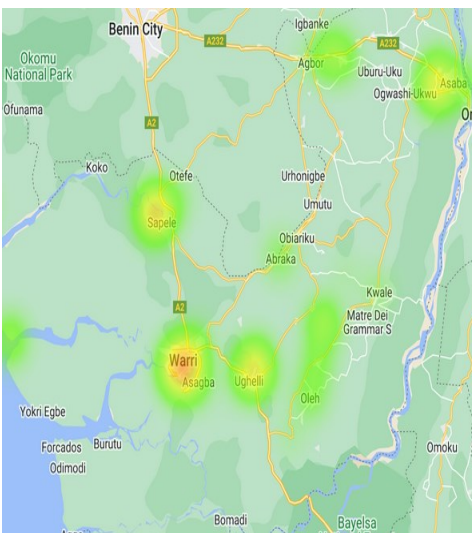 Igbanke
Benin City
A232
A232
Agbor
Okomu
National Park
Uburu-Uku
Asaba
Ogwashi-Ukwu
Ofunama
A2
Koko
Otefe
Urhonigbe
Umutu
Sapele
Obiariku
Abraka
Kwale
A2
Matre Dei
Grammar S
Warri
Asagba
Ughelli
Oleh
Yokri Egbe
Forcados
Burutu
Odimodi
Omoku
Bomadi
Bayelsa